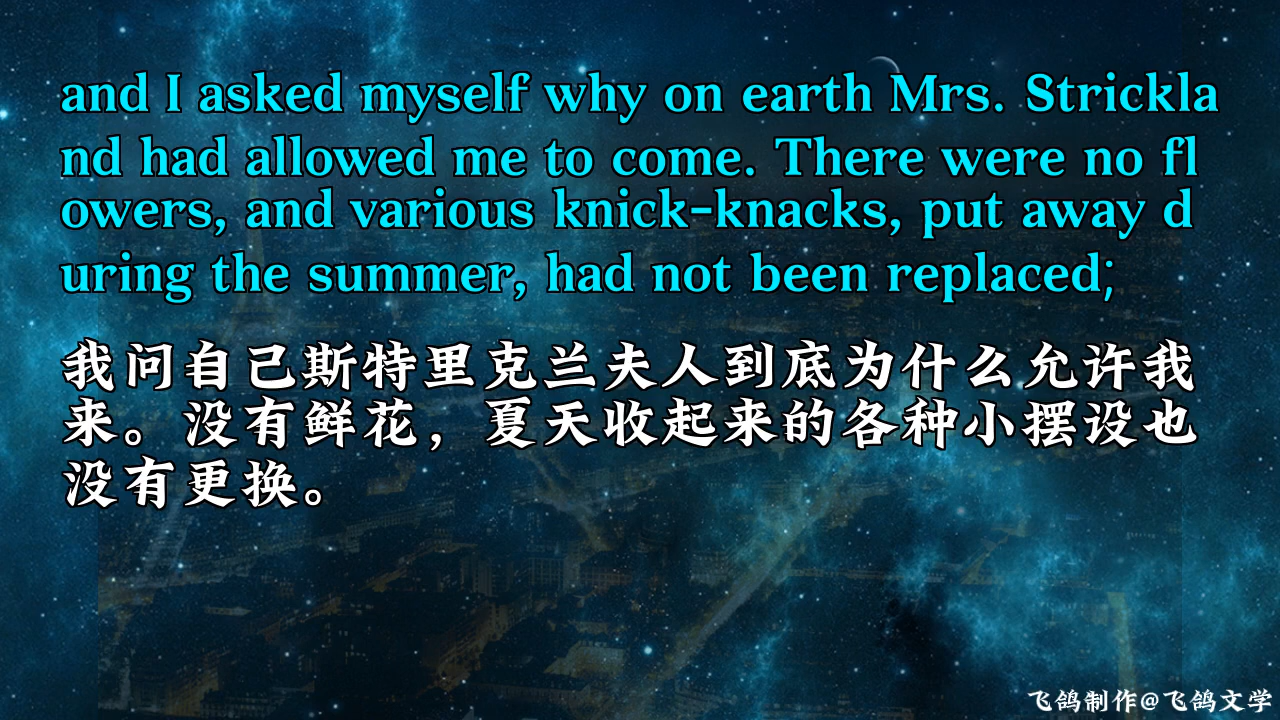 and I asked myself why on earth Mrs. Strickla
nd had allowed me to come. There were no fl
owers, and various knick-knacks, put away d
uring the summer, had not been replaced;
我问自己斯特里克兰夫人到底为什么允许我
来。没有鲜花，夏天收起来的各种小摆设也
没有更换。
飞鸽制作@飞鸽文学